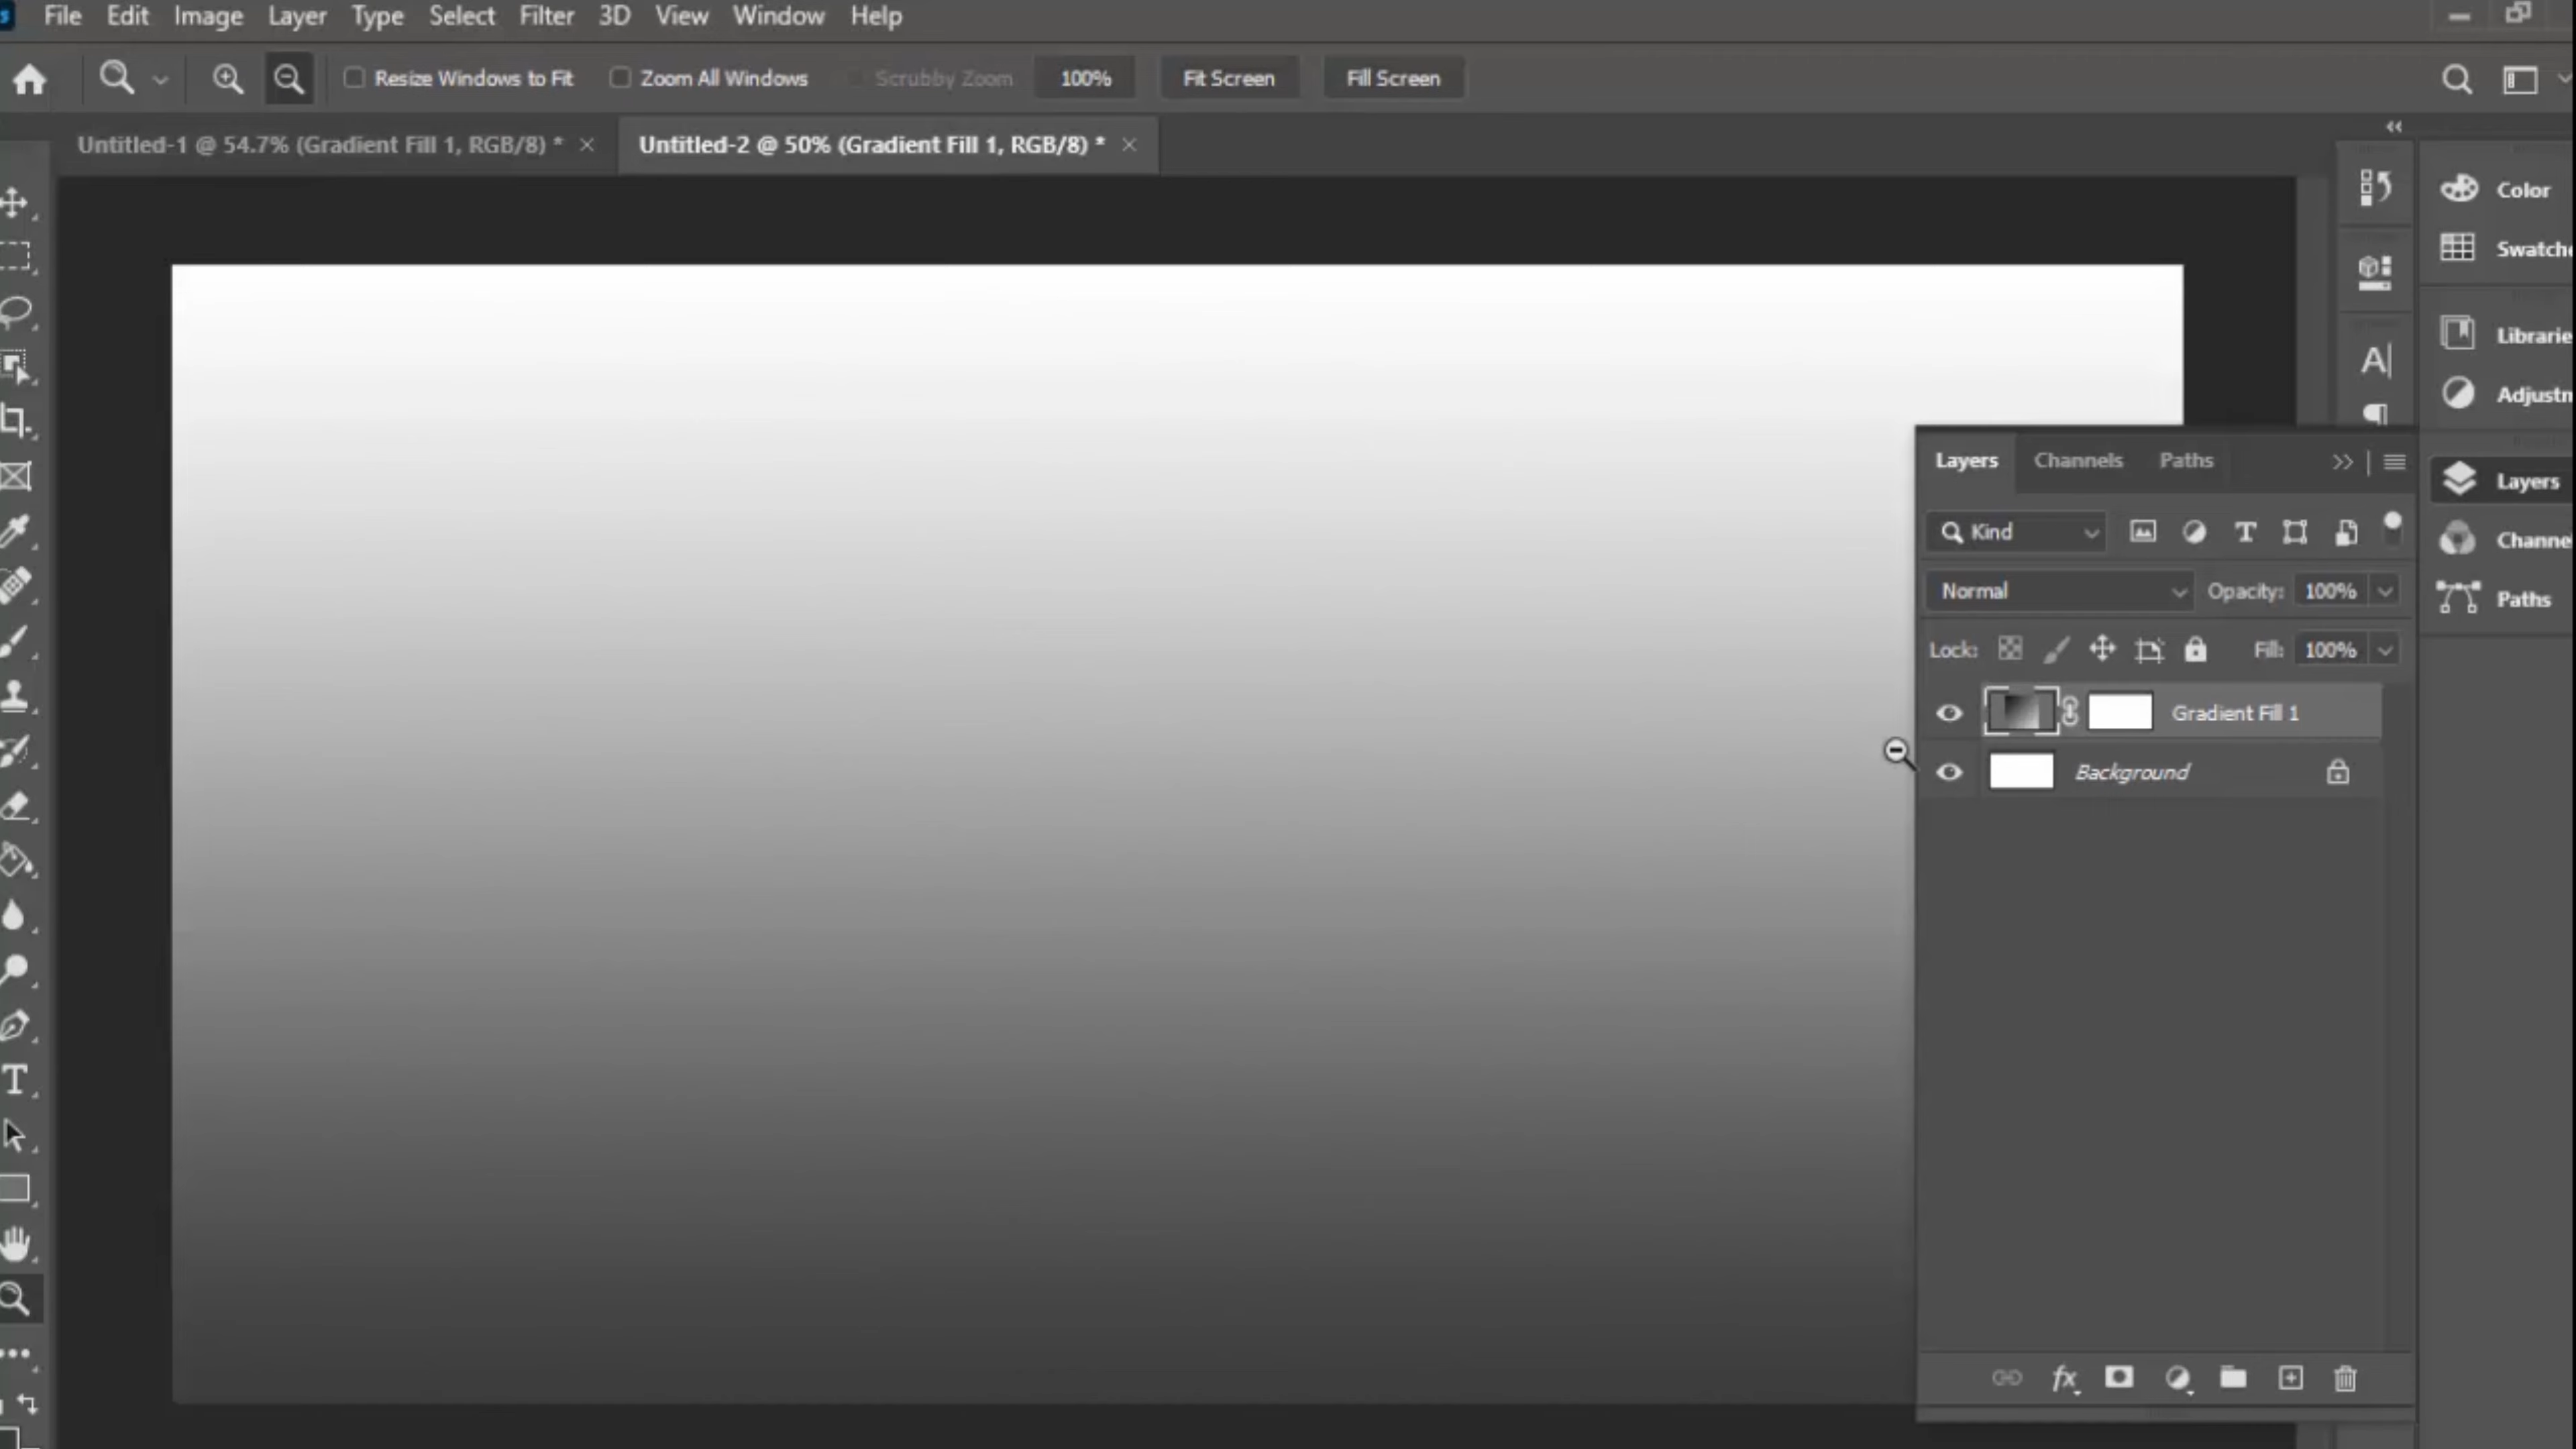 File Edit Image Layer Type Select Filter 3D View Window Help
Resize Windows to Fit Zoom All Windows Scrubby Zoom 100% Fit Screen Fill Screen
Untitled-1 @ 54.7% (Gradient Fill 1, RGB/8) * Untitled-2 @ 50% (Gradient Fill 1, RGB/8) *
Color
Swatche
Librarie
Adjustn
Layers
Channe
Paths
Layers Channels Paths
Kind
Normal Opacity: 100%
Lock: Fill: 100%
Gradient Fill 1
Background
fx